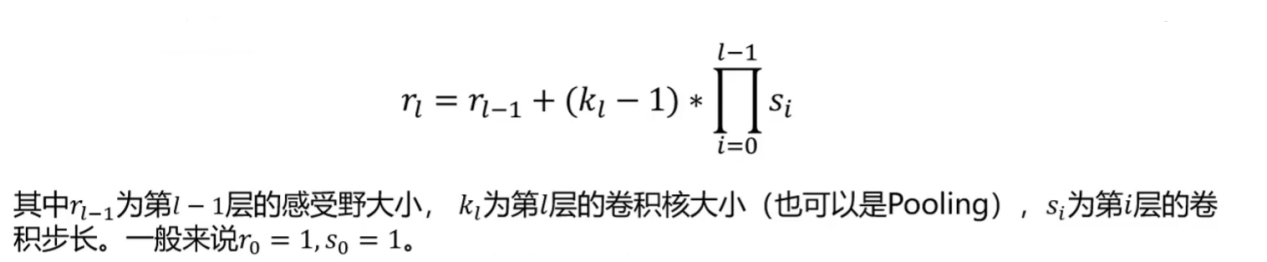 r_l = r_{l-1} + (k_l − 1) * ∏_{i=0}^{l-1} s_i
其中r_{l-1}为第l − 1层的感受野大小， k_l为第l层的卷积核大小（也可以是Pooling）, s_i为第i层的卷
积步长。一般来说r_0 = 1, s_0 = 1。